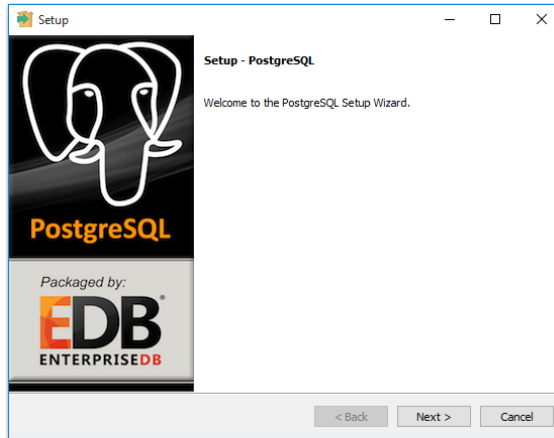 Setup
Setup - PostgreSQL
Welcome to the PostgreSQL Setup Wizard.
PostgreSQL
Packaged by:
EDB
ENTERPRISEDB
< Back
Next >
Cancel